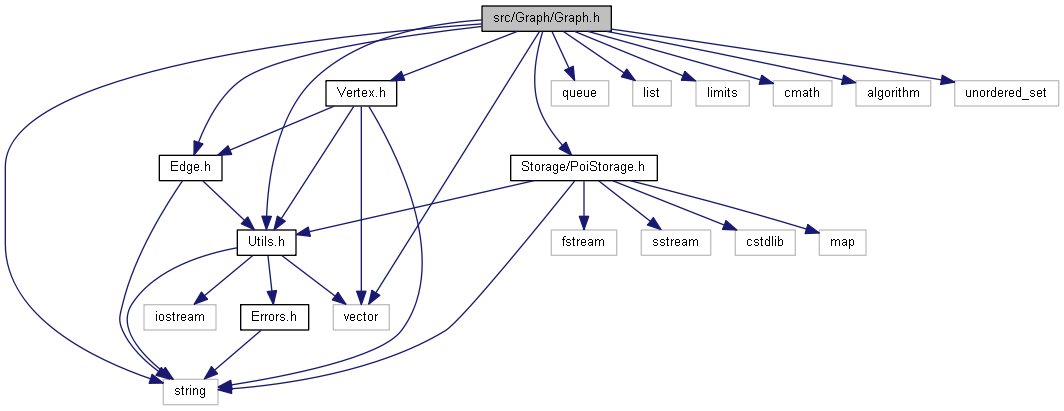 src/Graph/Graph.h
Vertex.h
queue
list
limits
cmath
algorithm
unordered_set
Edge.h
Storage/PoiStorage.h
Utils.h
fstream
sstream
cstdlib
map
iostream
Errors.h
vector
string